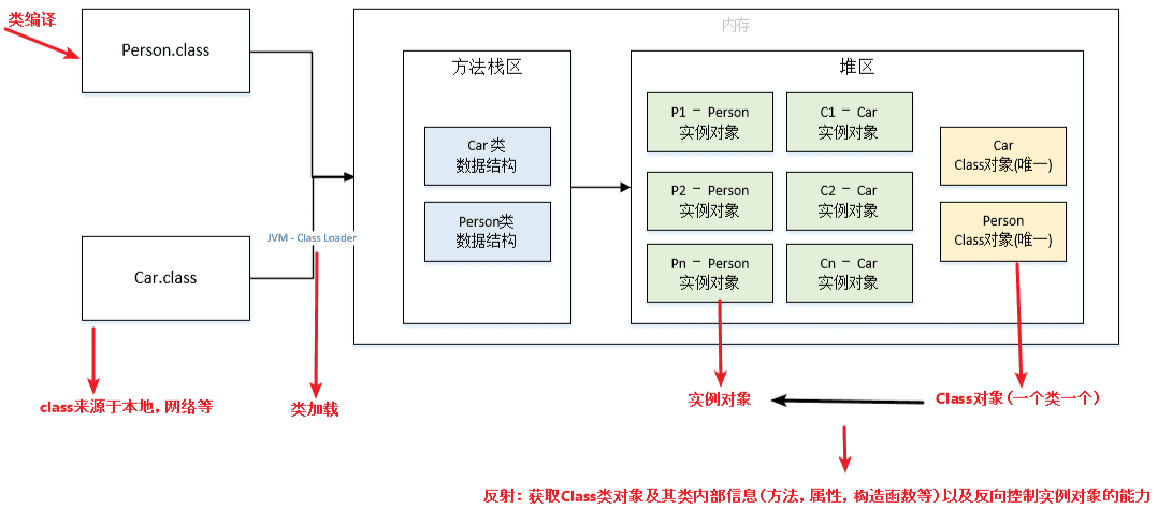 类编译
Person.class
内存
方法栈区
堆区
Car 类
数据结构
Person类
数据结构
P1 - Person
实例对象
C1 - Car
实例对象
P2 - Person
实例对象
C2 - Car
实例对象
Pn - Person
实例对象
Cn - Car
实例对象
Car
Class对象(唯一)
Person
Class对象(唯一)
JVM - Class Loader
Car.class
class来源于本地，网络等
类加载
实例对象
Class对象（一个类一个）
反射：获取Class类对象及其类内部信息（方法，属性，构造函数等）以及反向控制实例对象的能力